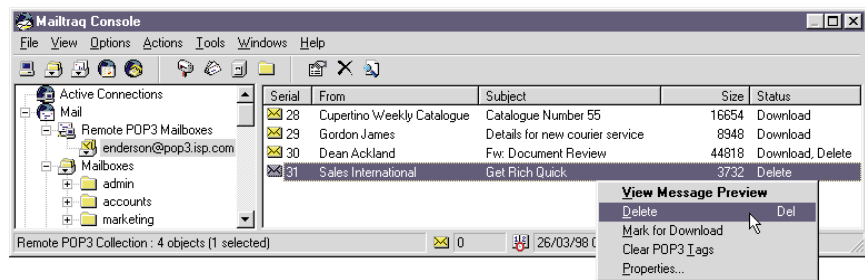 Mailtraq Console
File View Options Actions Tools Windows Help
Active Connections
Mail
Remote POP3 Mailboxes
enderson@pop3.isp.com
Mailboxes
admin
accounts
marketing
Serial From Subject Size Status
28 Cupertino Weekly Catalogue Catalogue Number 55 16654 Download
29 Gordon James Details for new courier service 8948 Download
30 Dean Ackland Fw: Document Review 44818 Download, Delete
31 Sales International Get Rich Quick 3732 Delete
View Message Preview
Delete Del
Mark for Download
Clear POP3 Tags
Properties...
Remote POP3 Collection : 4 objects (1 selected) 0 26/03/98